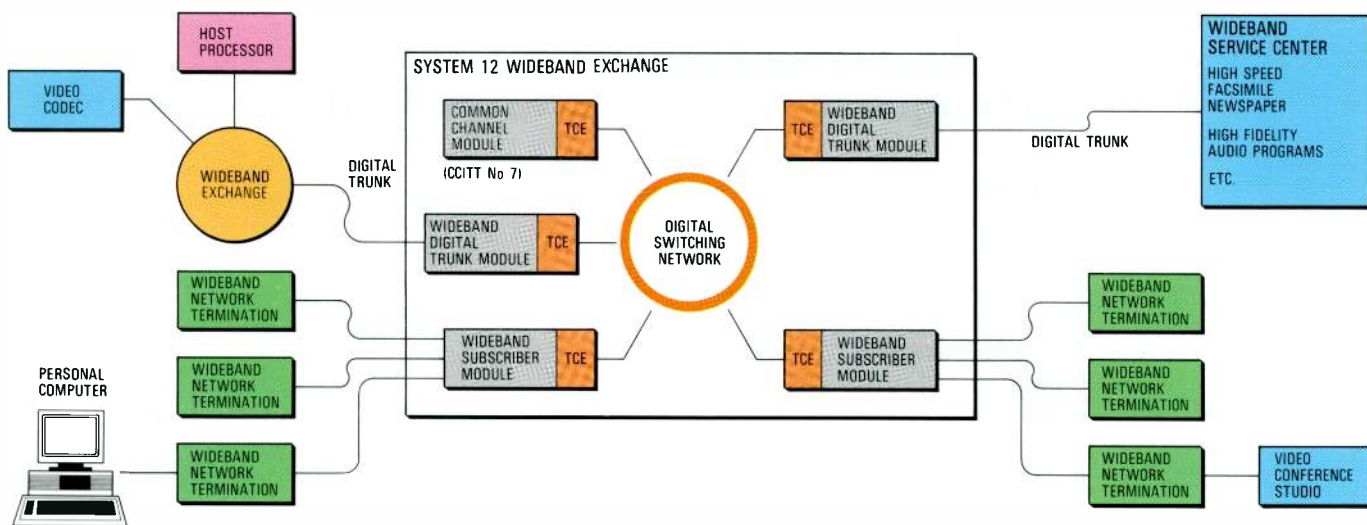 HOST
PROCESSOR
VIDEO
CODEC
WIDEBAND
EXCHANGE
DIGITAL
TRUNK
SYSTEM 12 WIDEBAND EXCHANGE
COMMON
CHANNEL
MODULE
TCE
(CCITT No 7)
WIDEBAND
DIGITAL
TRUNK MODULE
TCE
WIDEBAND
SUBSCRIBER
MODULE
TCE
DIGITAL
SWITCHING
NETWORK
TCE
WIDEBAND
DIGITAL
TRUNK MODULE
TCE
WIDEBAND
SUBSCRIBER
MODULE
DIGITAL TRUNK
WIDEBAND
SERVICE CENTER
HIGH SPEED
FACSIMILE
NEWSPAPER
HIGH FIDELITY
AUDIO PROGRAMS
ETC.
WIDEBAND
NETWORK
TERMINATION
WIDEBAND
NETWORK
TERMINATION
PERSONAL
COMPUTER
WIDEBAND
NETWORK
TERMINATION
WIDEBAND
NETWORK
TERMINATION
WIDEBAND
NETWORK
TERMINATION
WIDEBAND
NETWORK
TERMINATION
VIDEO
CONFERENCE
STUDIO